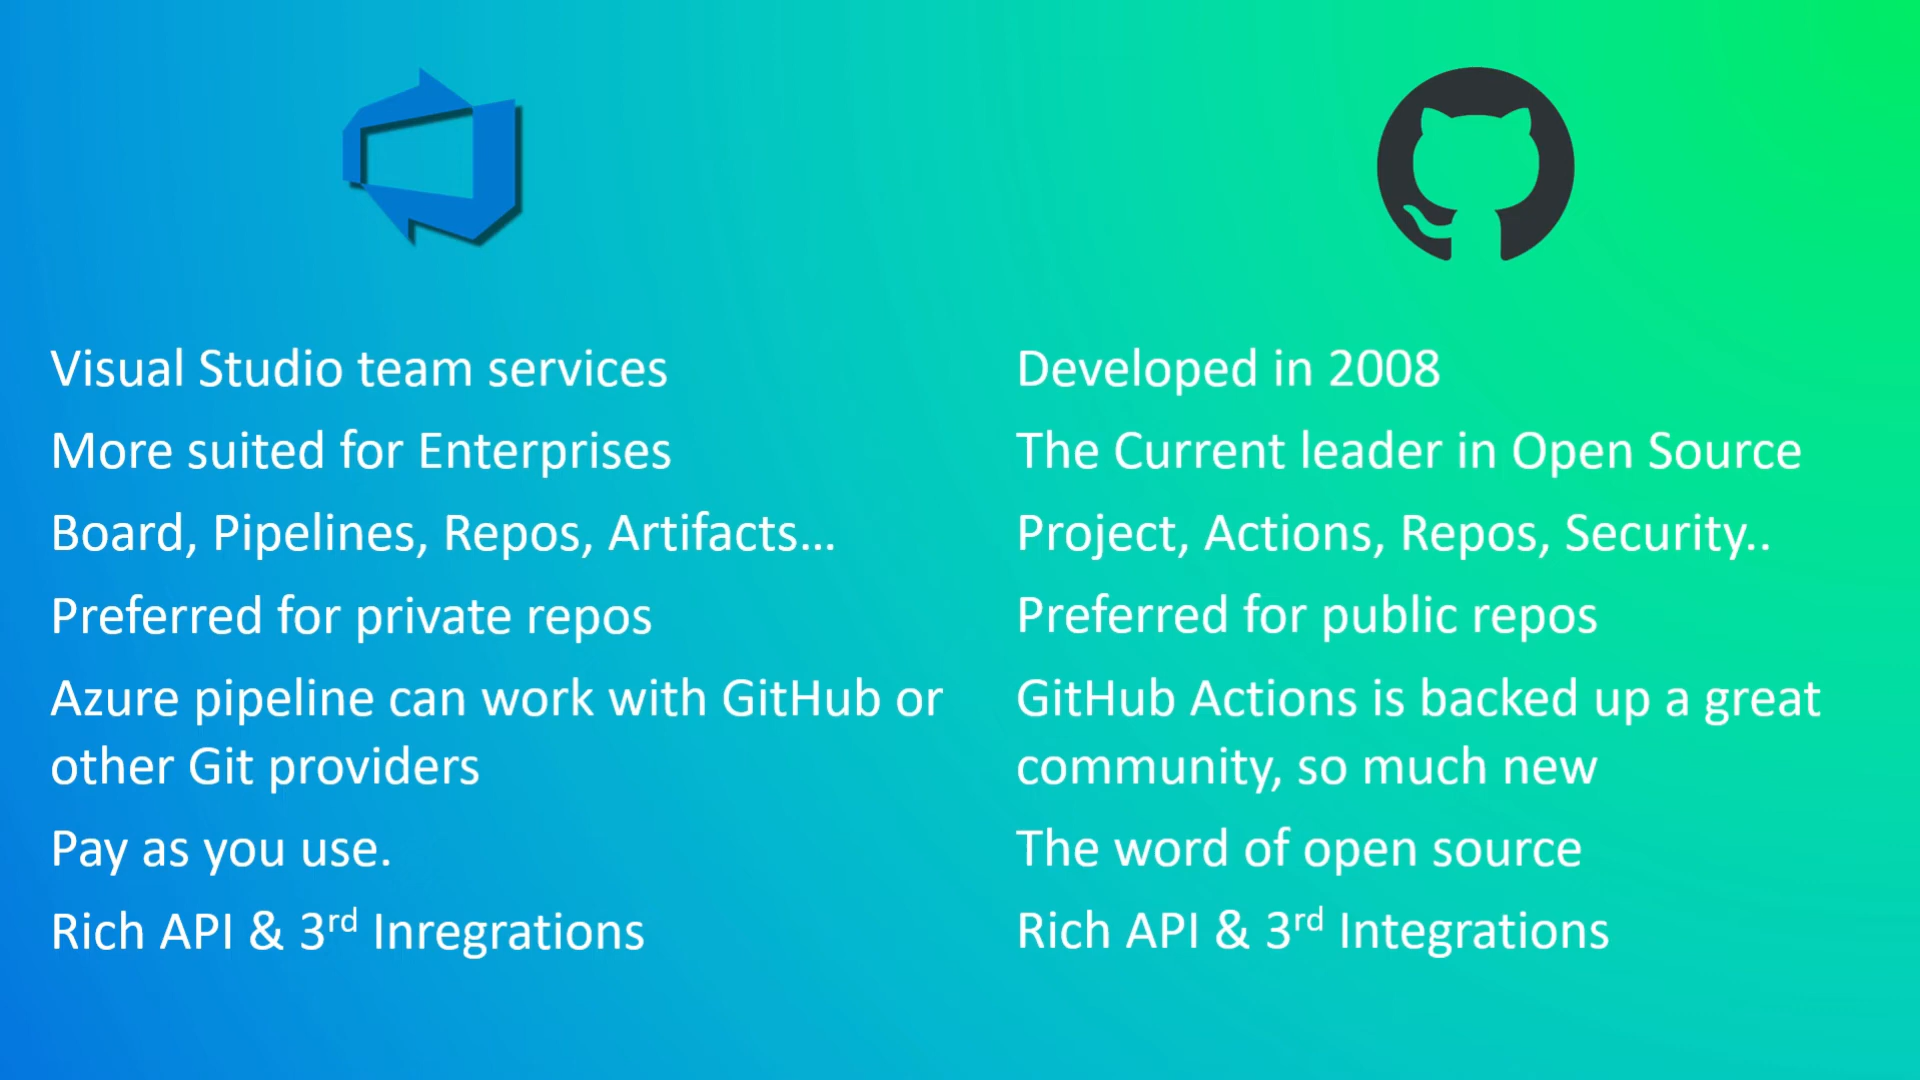 Visual Studio team services
More suited for Enterprises
Board, Pipelines, Repos, Artifacts...
Preferred for private repos
Azure pipeline can work with GitHub or
other Git providers
Pay as you use.
Rich API & 3rd Inregrations
Developed in 2008
The Current leader in Open Source
Project, Actions, Repos, Security..
Preferred for public repos
GitHub Actions is backed up a great
community, so much new
The word of open source
Rich API & 3rd Integrations